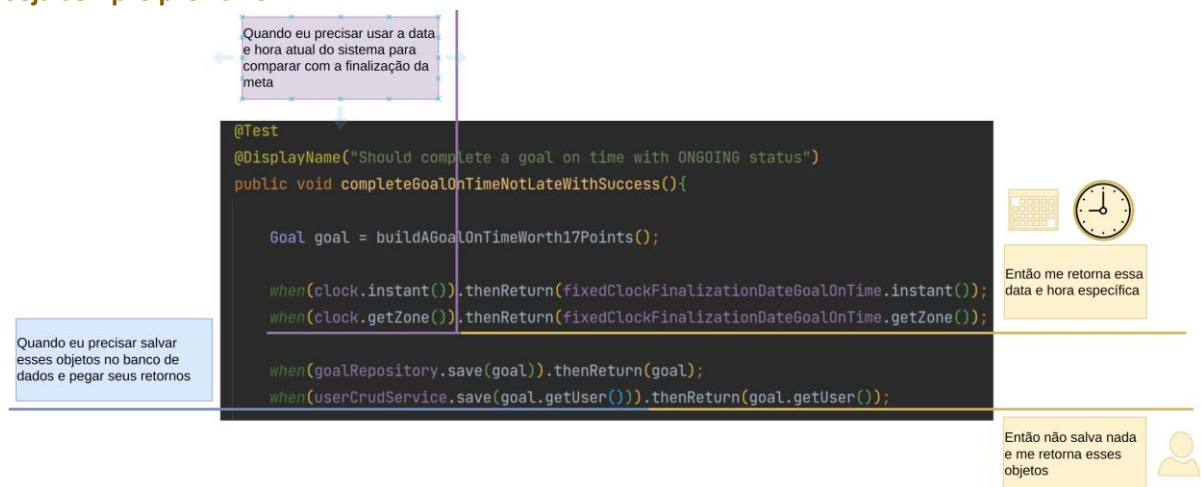 Quando eu precisar usar a data
e hora atual do sistema para
comparar com a finalização da
meta
@Test
@DisplayName("Should complete a goal on time with ONGOING status")
public void completeGoalOnTimeNotLateWithSuccess(){
Goal goal = buildAGoalOnTimeWorth17Points();
when(clock.instant()).thenReturn(fixedClockFinalizationDateGoalOnTime.instant());
when(clock.getZone()).thenReturn(fixedClockFinalizationDateGoalOnTime.getZone());
Então me retorna essa
data e hora específica
Quando eu precisar salvar
esses objetos no banco de
dados e pegar seus retornos
when(goalRepository.save(goal)).thenReturn(goal);
when(userCrudService.save(goal.getUser())).thenReturn(goal.getUser());
Então não salva nada
e me retorna esses
objetos